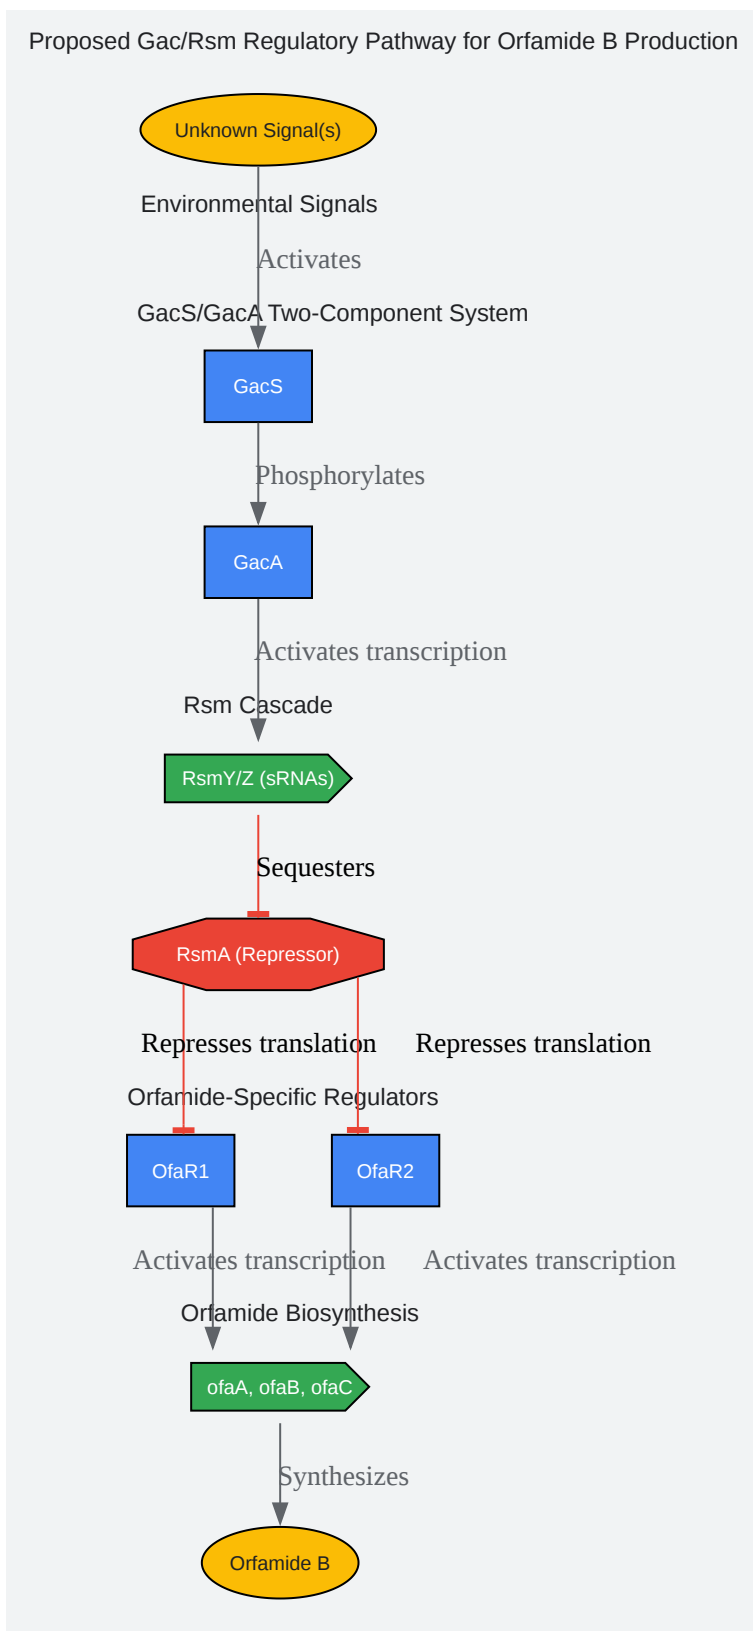 Proposed Gac/Rsm Regulatory Pathway for Orfamide B Production
Unknown Signal(s)
Environmental Signals
Activates
GacS/GacA Two-Component System
GacS
Phosphorylates
GacA
Activates transcription
Rsm Cascade
RsmY/Z (sRNAs)
Sequesters
RsmA (Repressor)
Represses translation Represses translation
Orfamide-Specific Regulators
OfaR1 OfaR2
Activates transcription Activates transcription
Orfamide Biosynthesis
ofaA, ofaB, ofaC
Synthesizes
Orfamide B